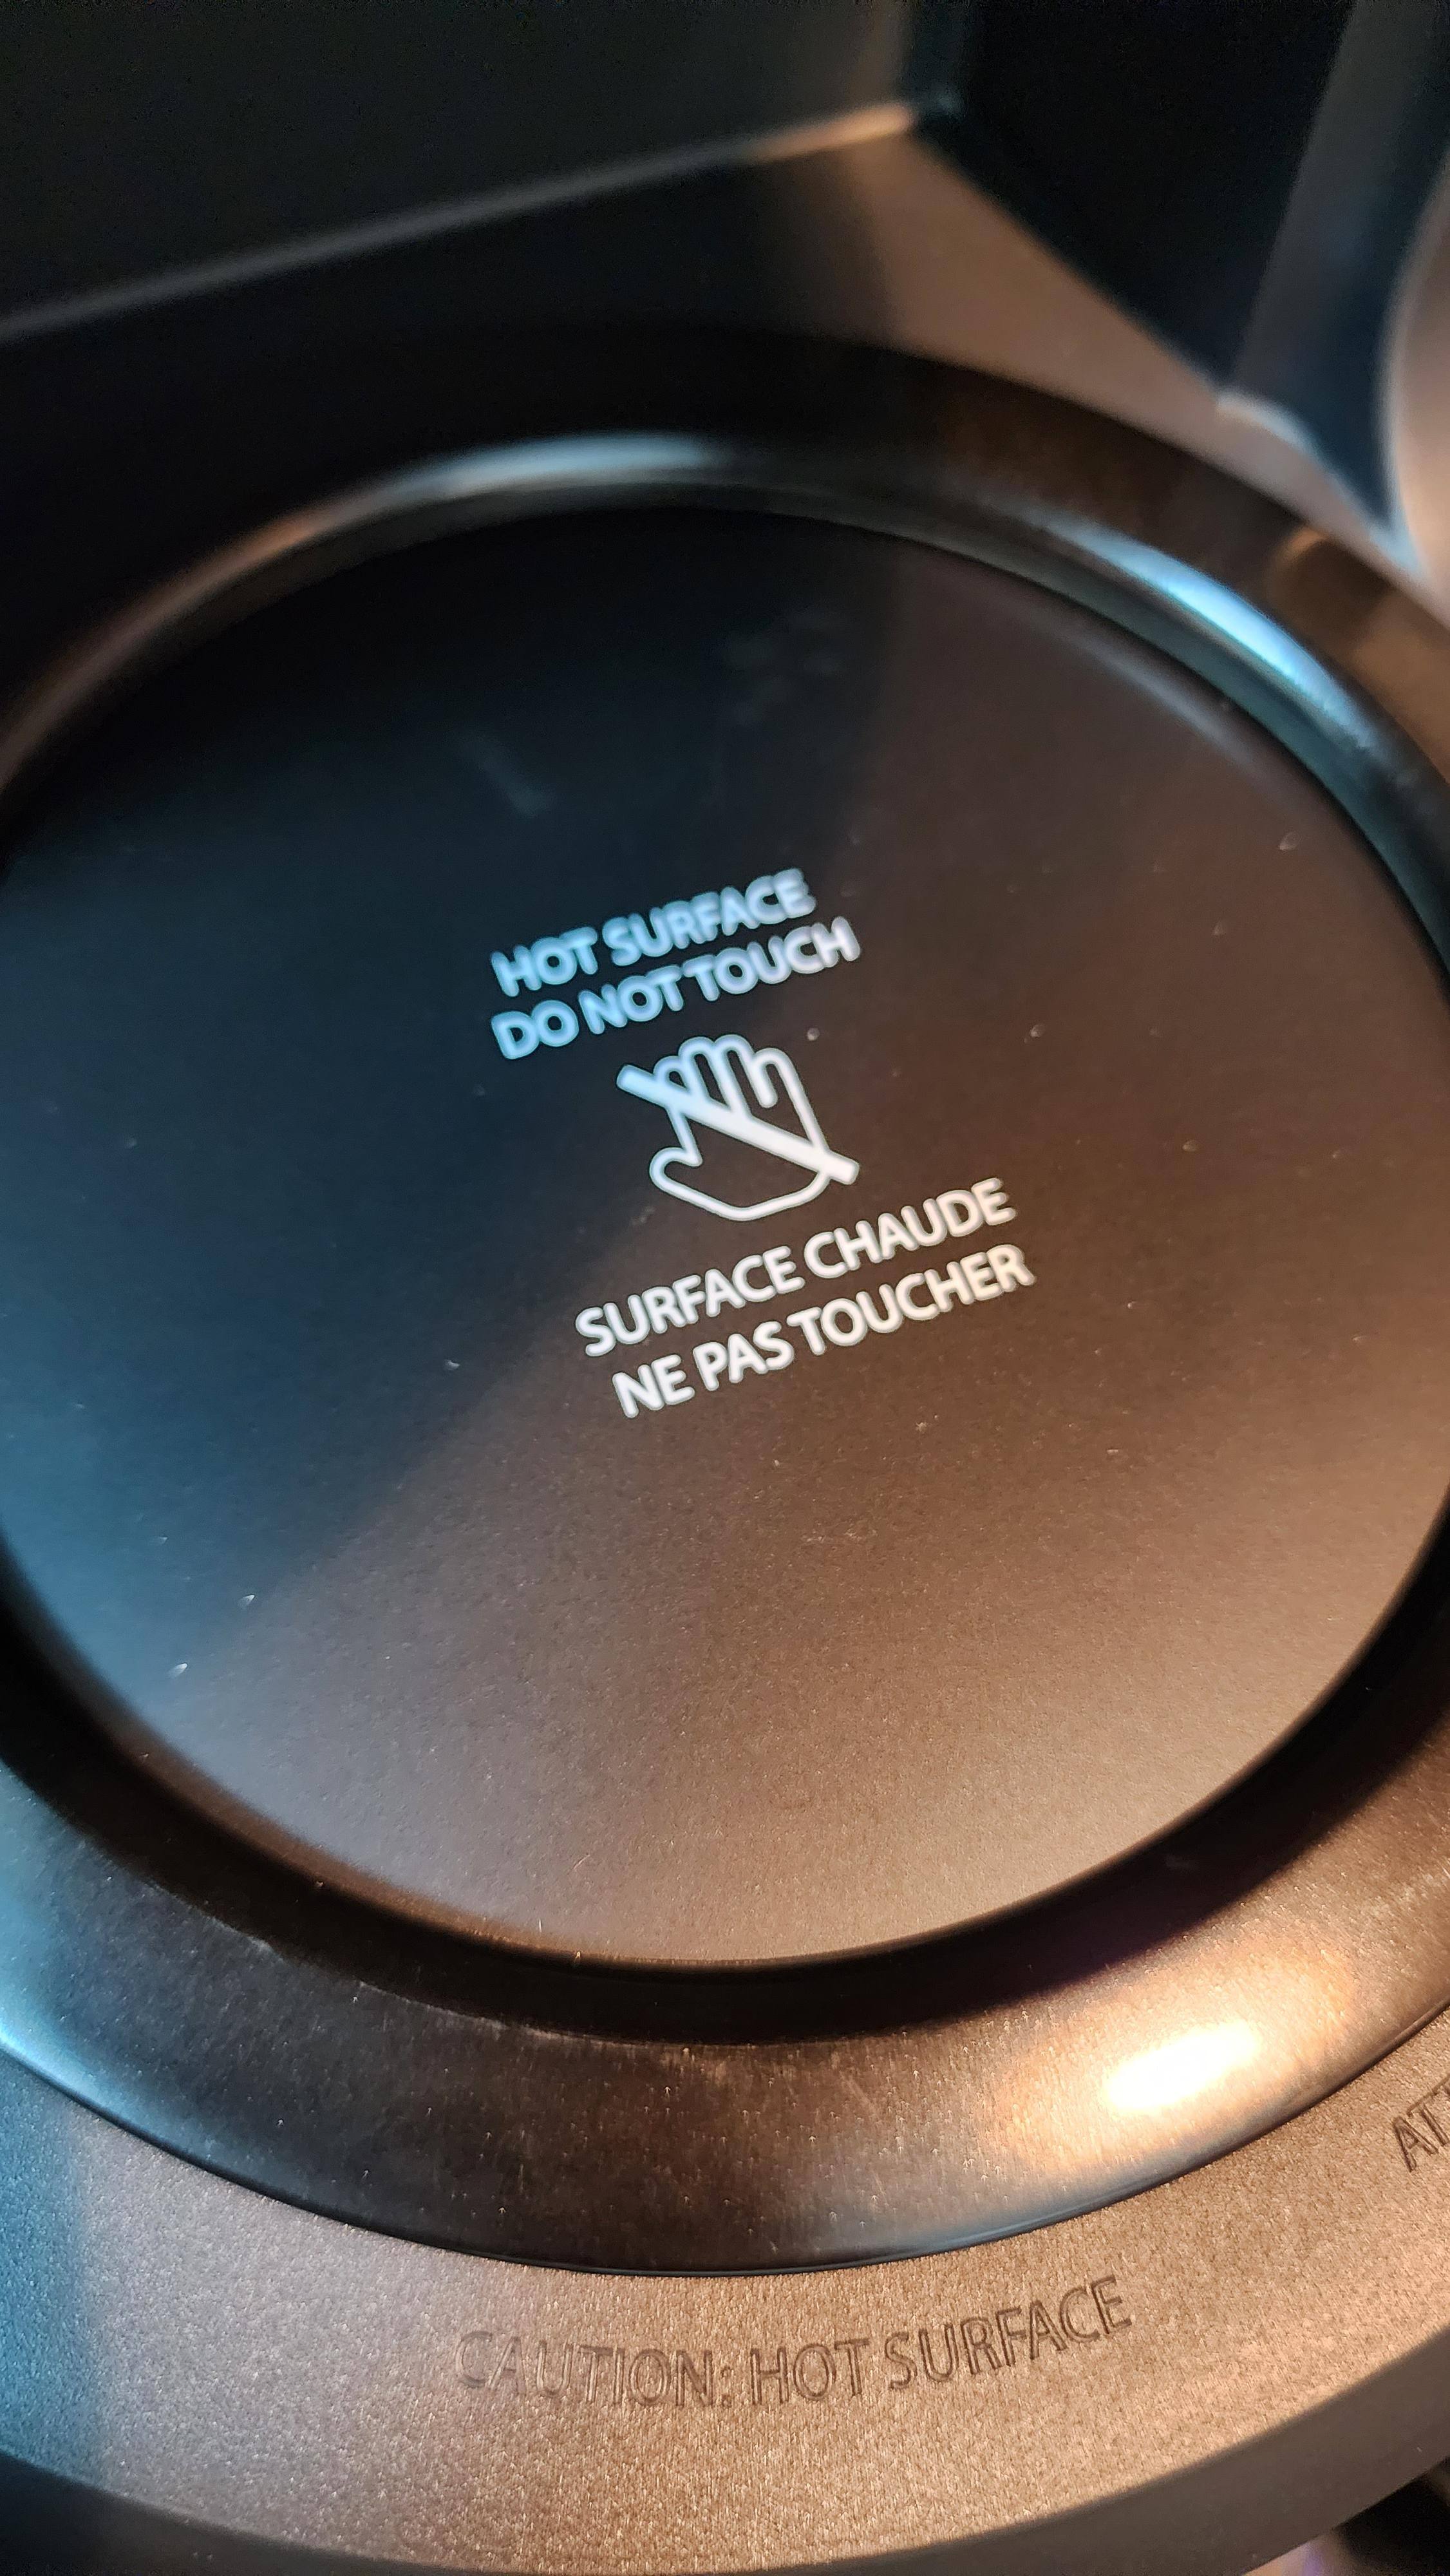 HOT SURFACE
DO NOT TOUCH
SURFACE CHAUDE
NE PAS TOUCHER
CAUTION: HOT SURFACE